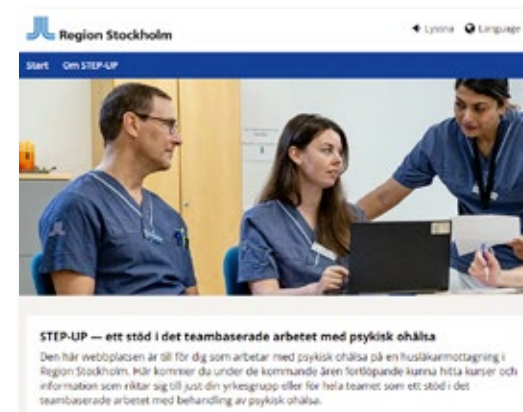 Region Stockholm
Lyssna Language
Start Om STEP-UP
STEP-UP — ett stöd i det teambaserade arbetet med psykisk ohälsa
Den här webbplatsen är till för dig som arbetar med psykisk ohälsa på en husläkarmottagning i
Region Stockholm. Här kommer du under de kommande åren fortlöpande kunna hitta kurser och
information som riktar sig till just din yrkesgrupp eller för hela teamet som ett stöd i det
teambaserade arbetet med behandling av psykisk ohälsa.